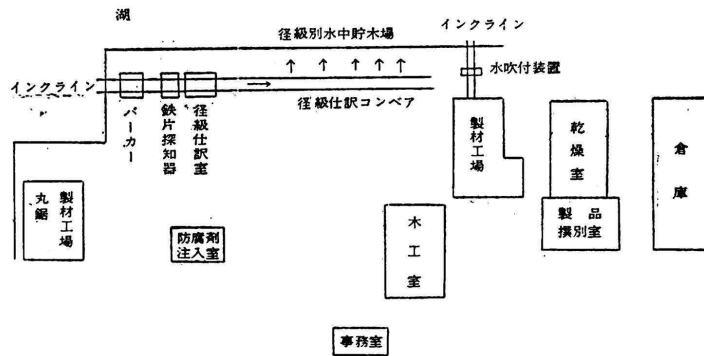 湖
径級別水中貯木場
インクライン
水吹付装置
インクライン
バーカー
鉄片探知器
径級仕訳室
径級仕訳コンベア
製材工場
乾燥室
倉庫
製品
撰別室
製材工場
丸鋸
防腐剤
注入室
木工室
事務室